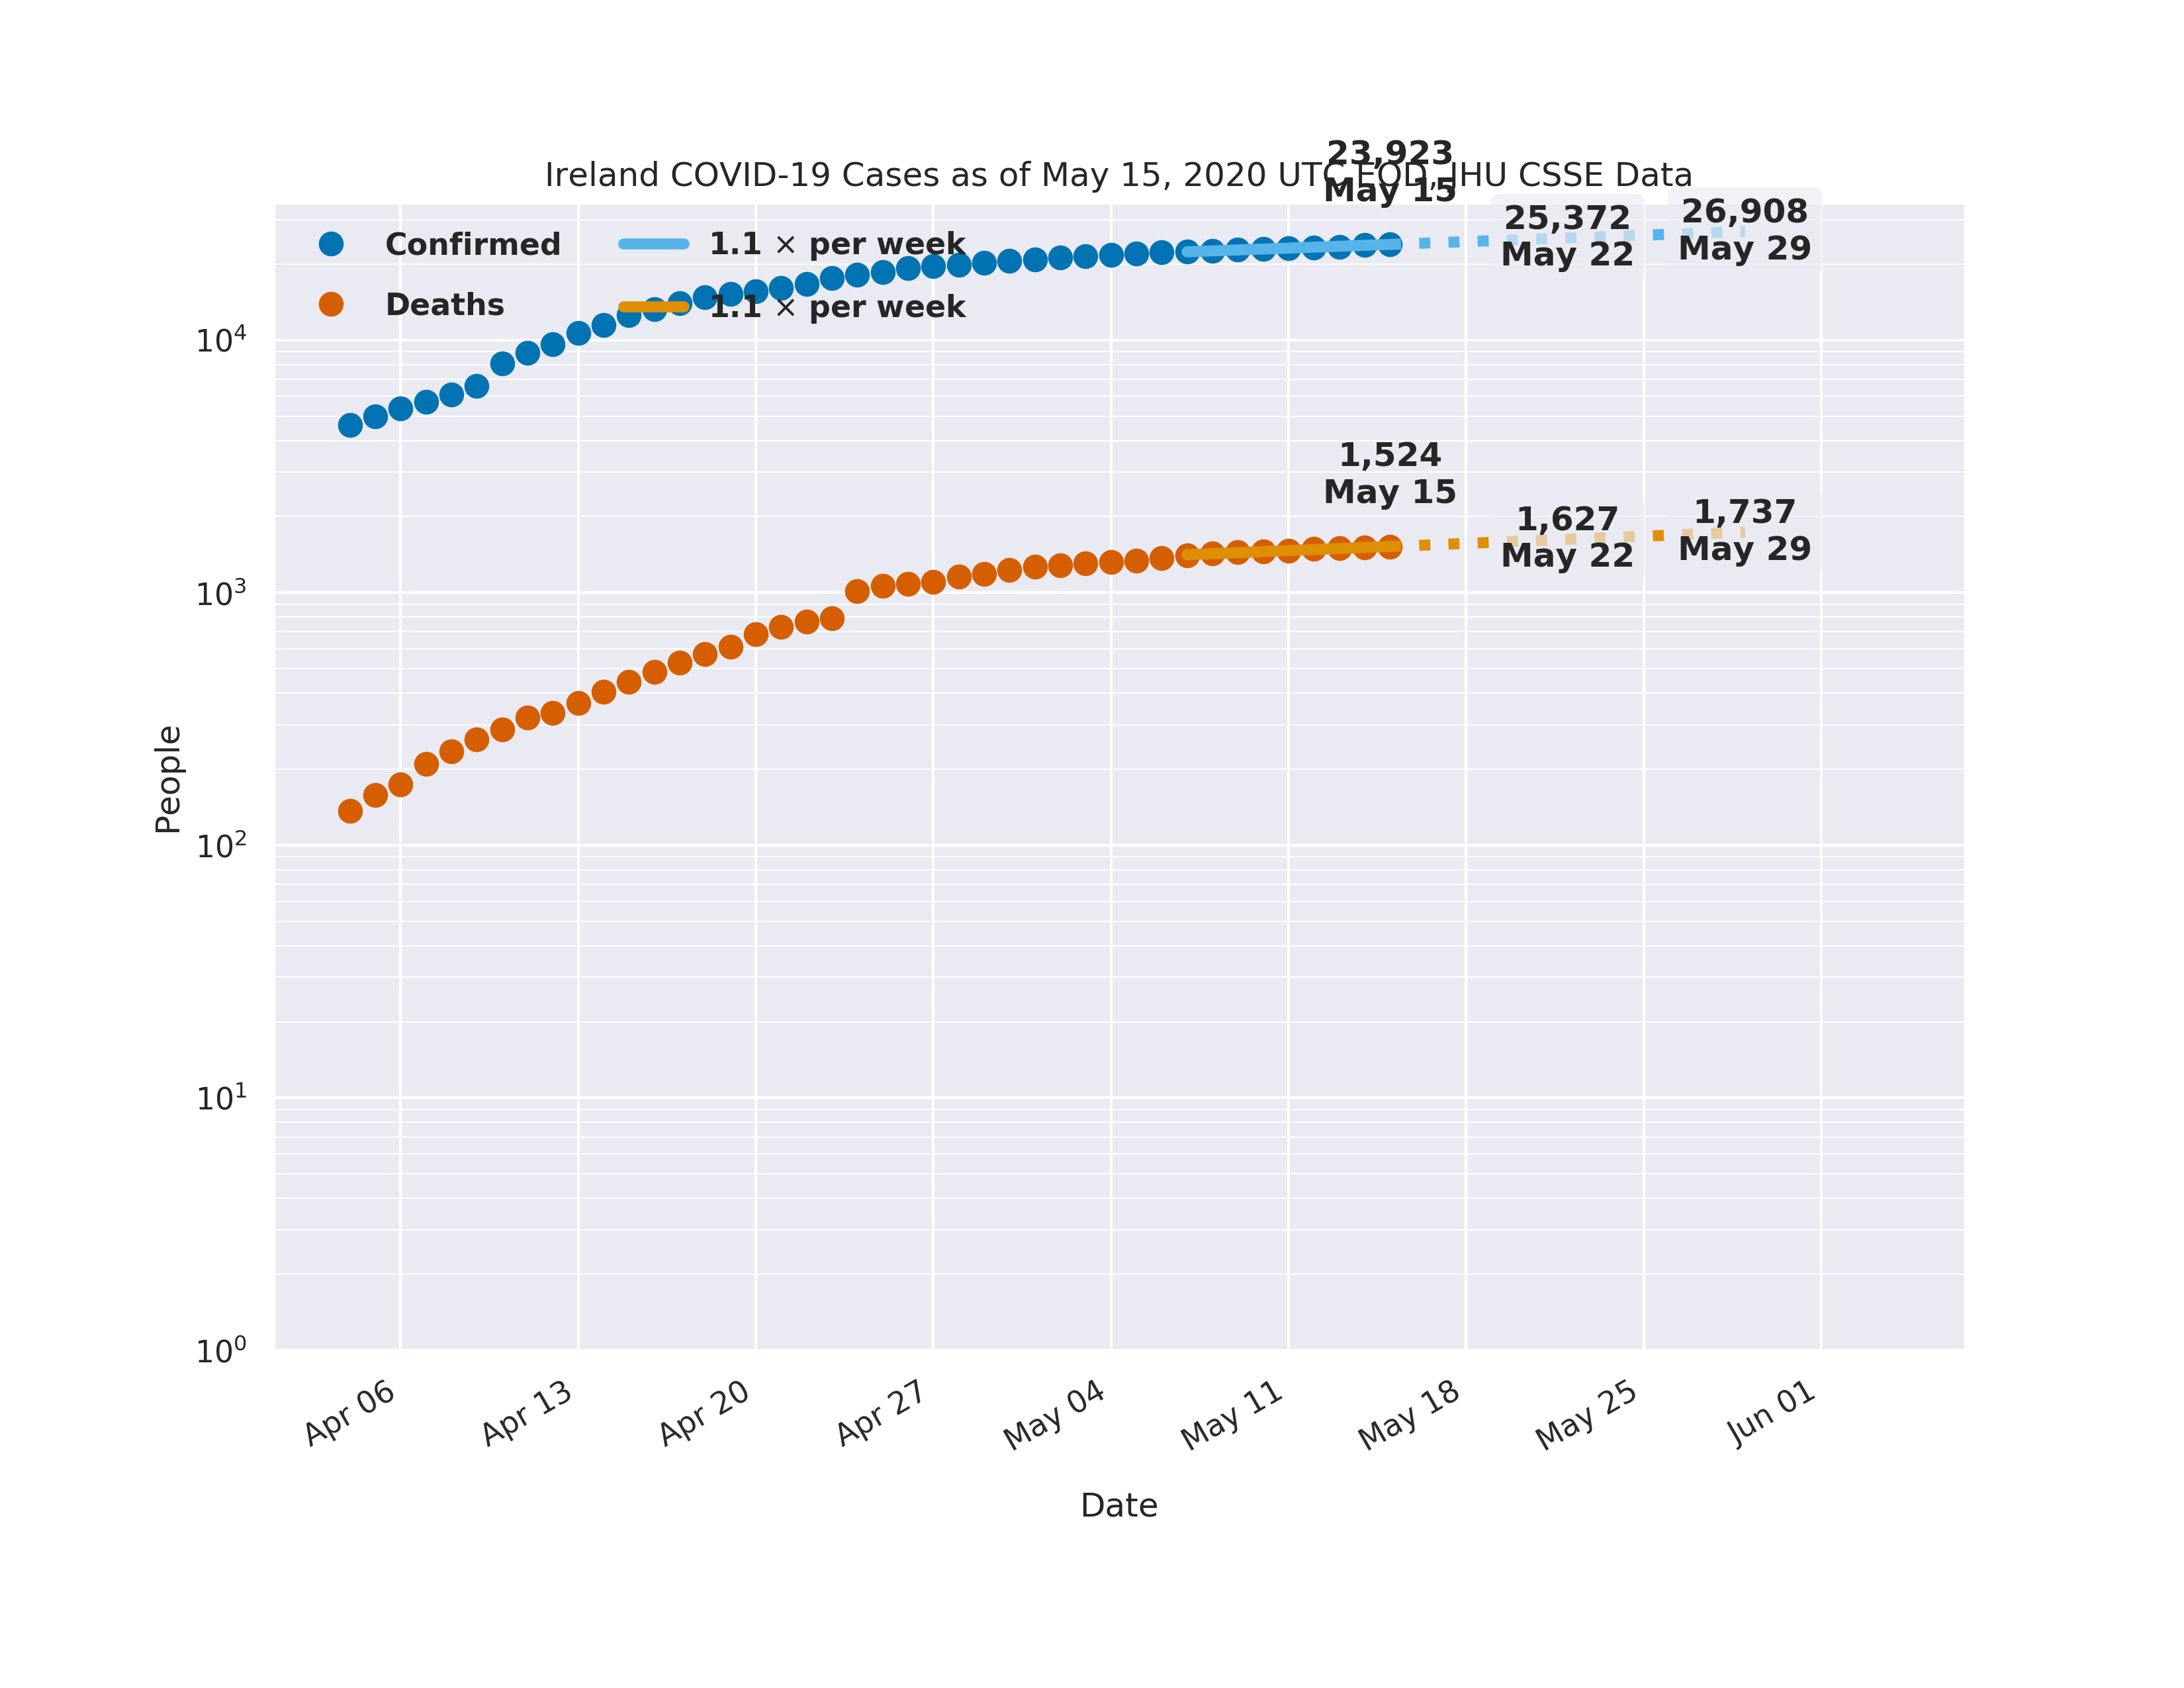 23,923
May 15
Ireland COVID-19 Cases as of May 15, 2020 UTC EOD, JHU CSSE Data
25,372
May 22
26,908
May 29
Confirmed
1.1 × per week
Deaths
1.1 × per week
1,524
May 15
1,627
May 22
1,737
May 29
People
10⁴
10³
10²
10¹
10⁰
Apr 06
Apr 13
Apr 20
Apr 27
May 04
May 11
May 18
May 25
Jun 01
Date